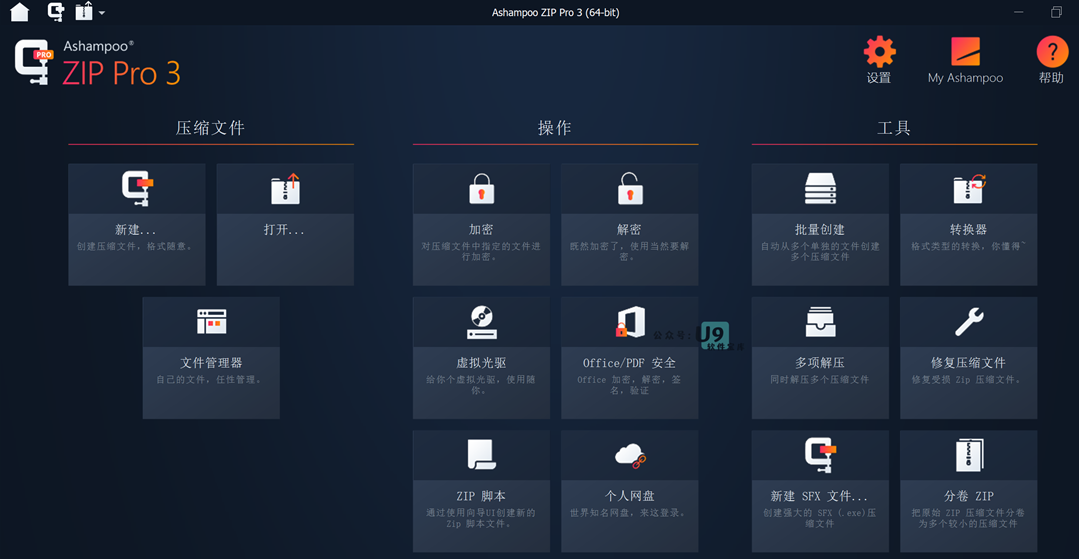 Ashampoo ZIP Pro 3 (64-bit)
PRO
Ashampoo®
ZIP Pro 3
设置
My Ashampoo
?
帮助
压缩文件
操作
工具
新建...
创建压缩文件，格式随意。
打开...
文件管理器
自己的文件，任性管理。
加密
对压缩文件中指定的文件进
行加密。
解密
既然加密了，使用当然要解
密。
虚拟光驱
给你个虚拟光驱，使用随
你。
Office/PDF 安全
Office 加密，解密，签
名，验证
公众号：U9
ZIP 脚本
通过使用向导UI创建新的
Zip 脚本文件。
个人网盘
世界知名网盘，来这登录。
批量创建
自动从多个单独的文件创建
多个压缩文件
转换器
格式类型的转换，你懂得~
多项解压
同时解压多个压缩文件
修复压缩文件
修复受损 Zip 压缩文件。
新建 SFX 文件...
创建强大的 SFX (.exe)压
缩文件
分卷 ZIP
把原始 ZIP 压缩文件分卷
为多个较小的压缩文件